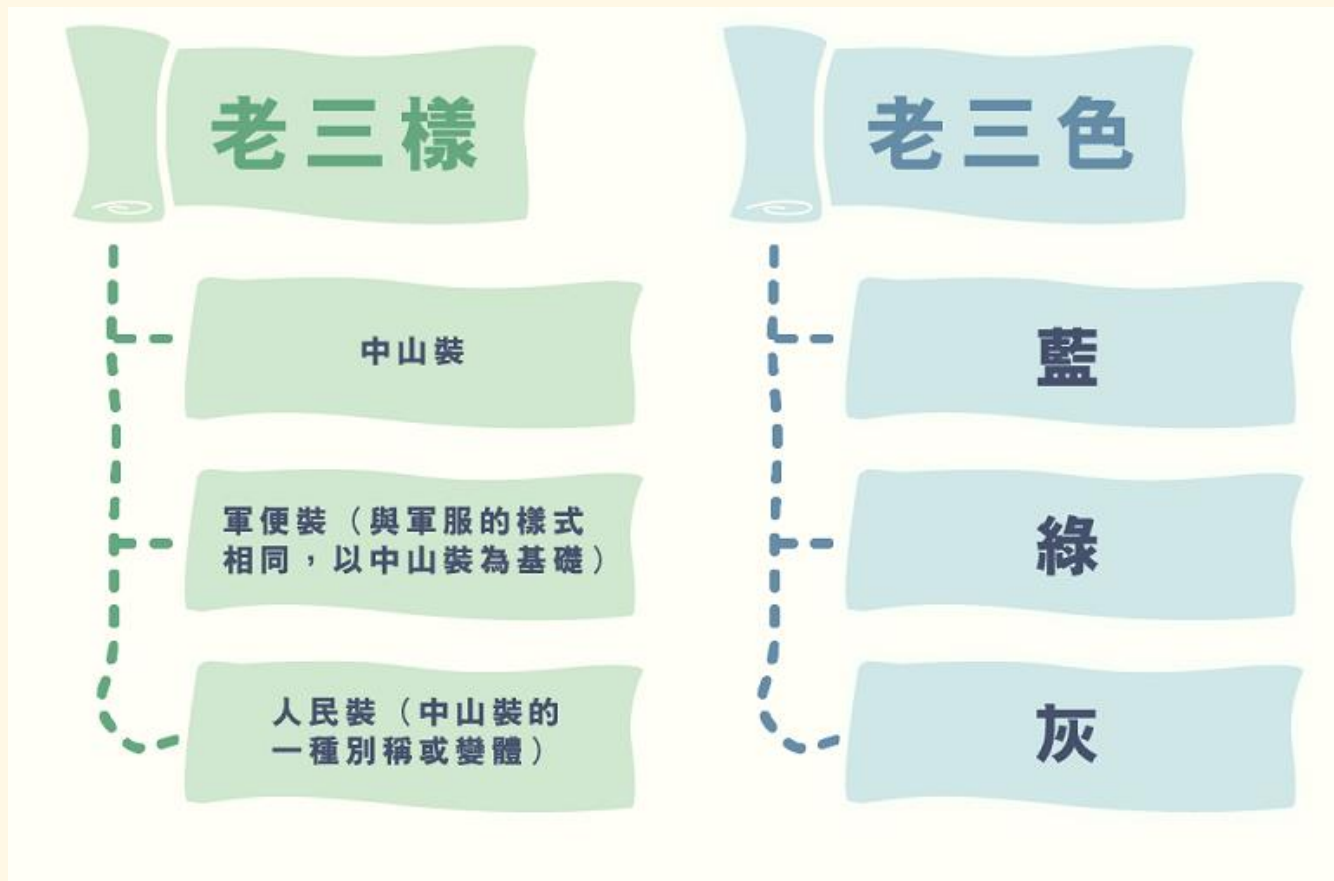 老三樣
中山裝
軍便裝（與軍服的樣式
相同，以中山裝為基礎）
人民裝（中山裝的
一種別稱或變體）
老三色
藍
綠
灰